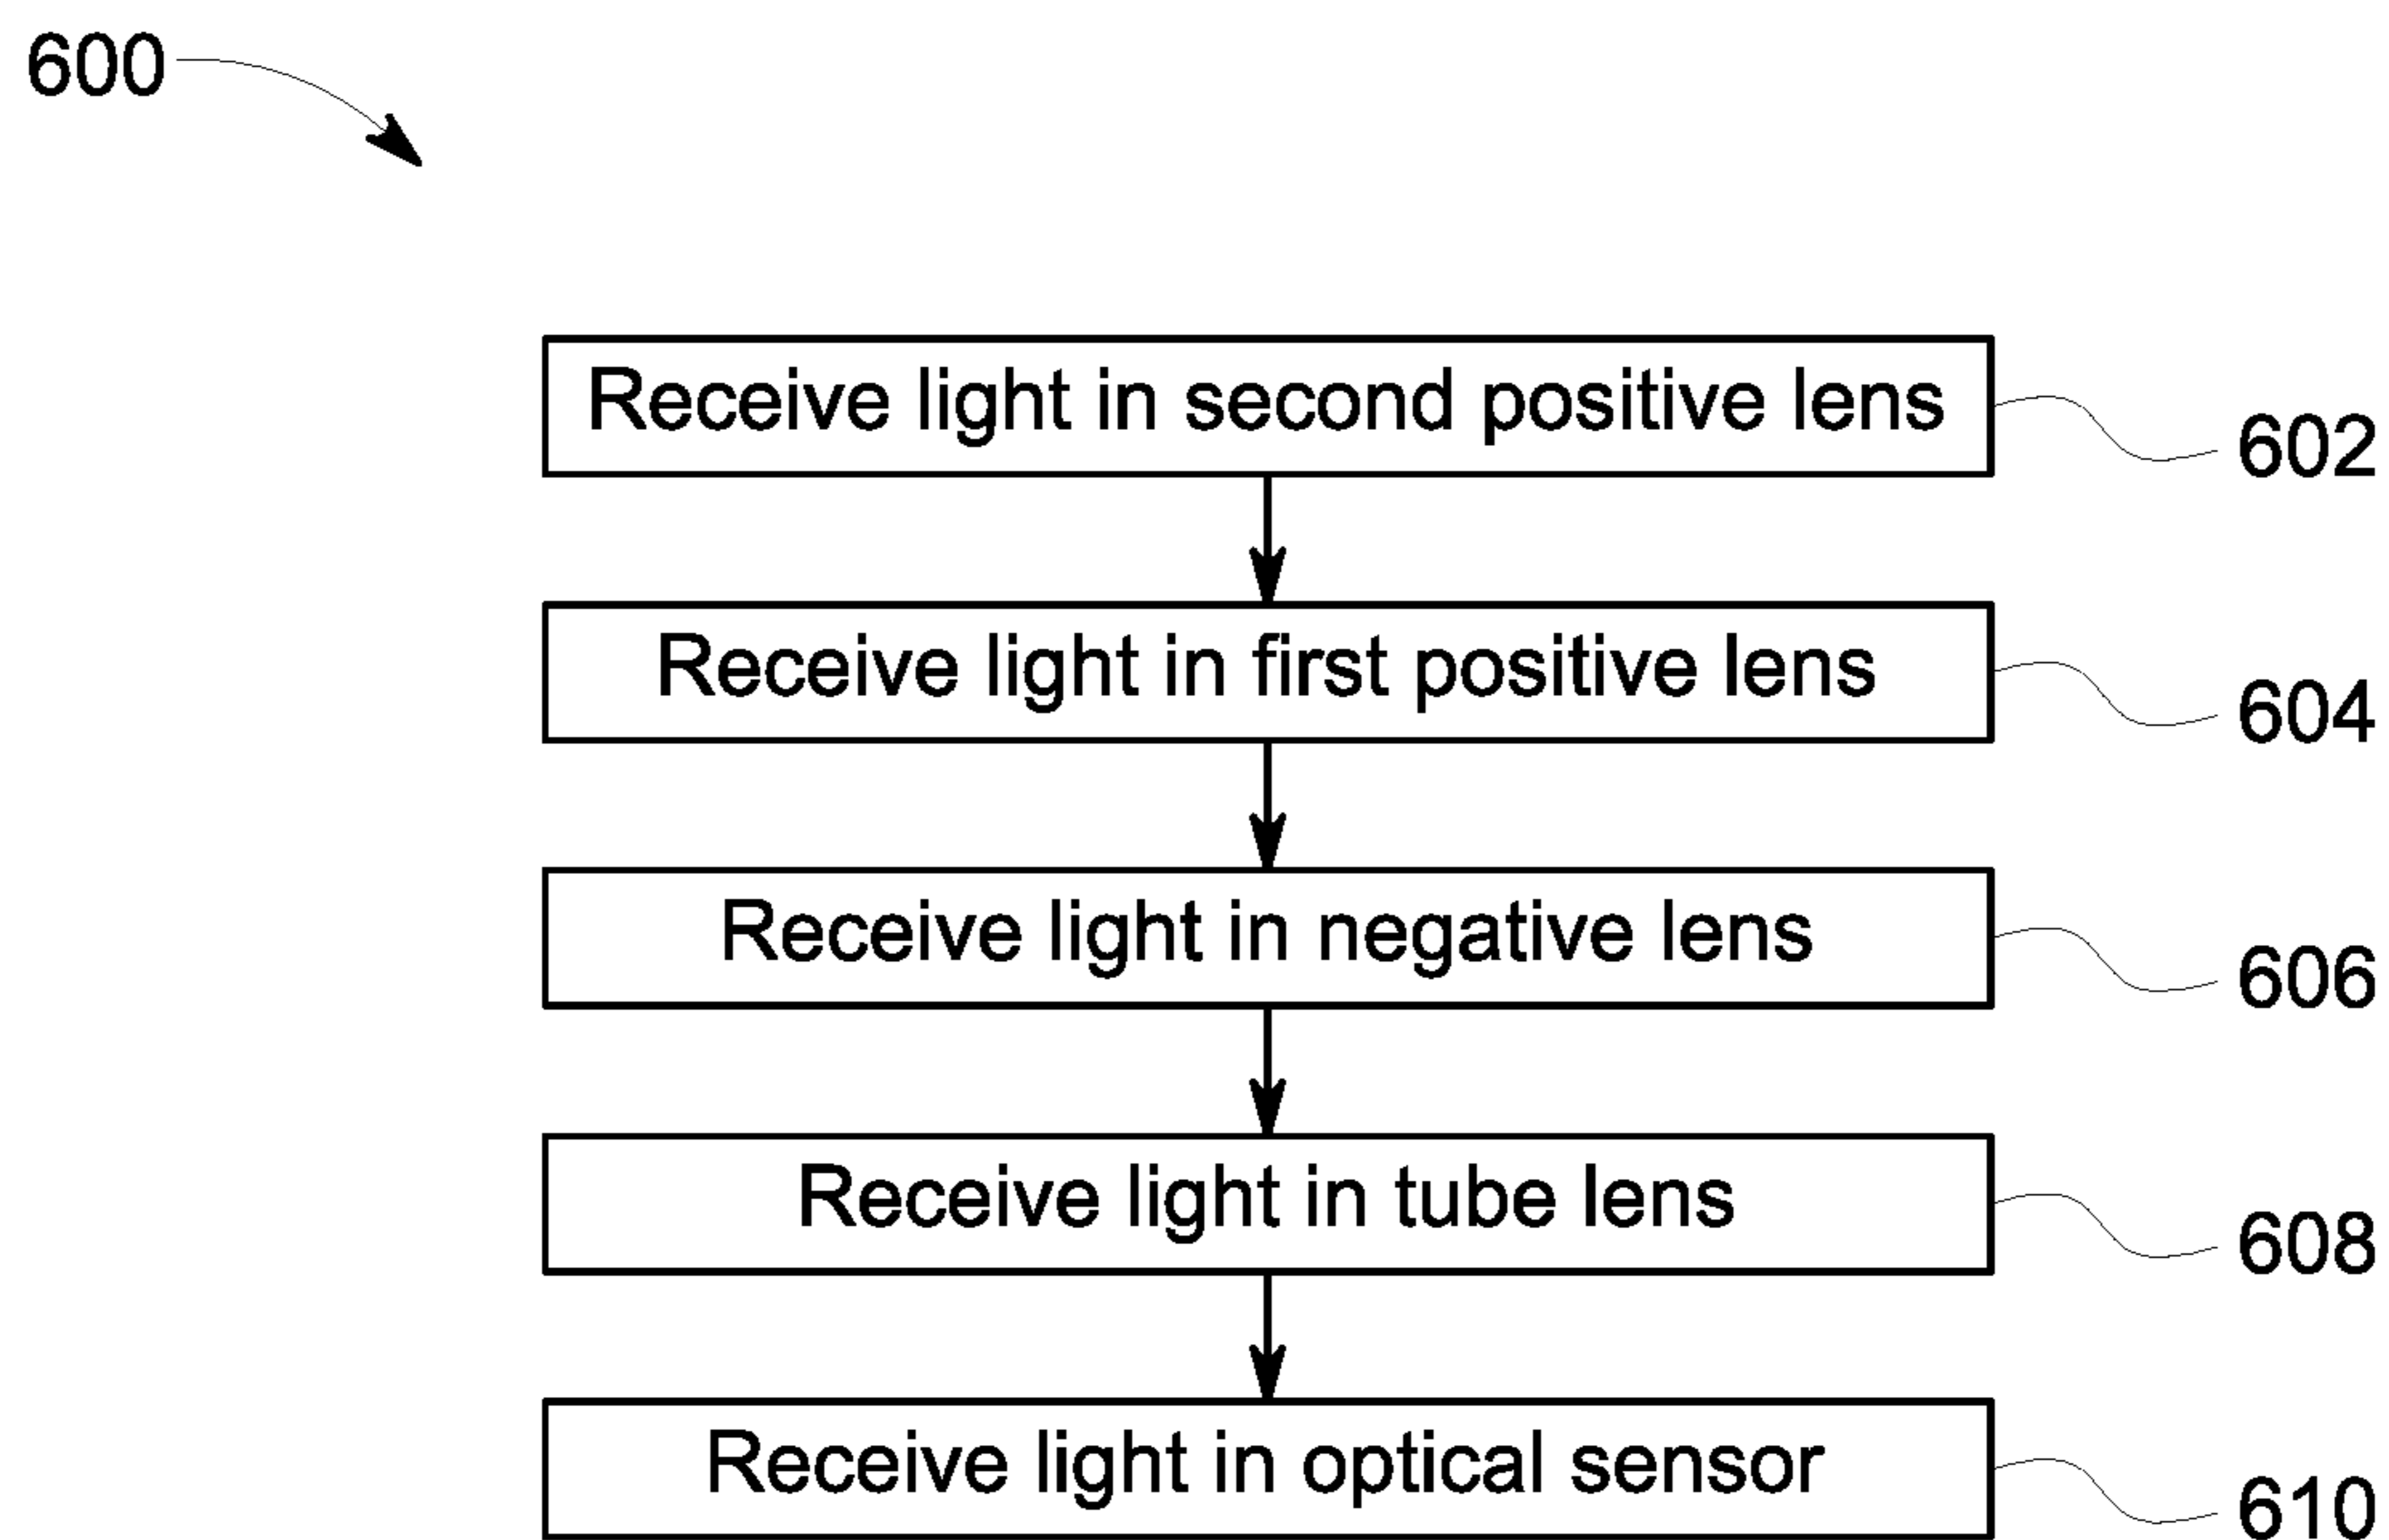 600
Receive light in second positive lens
602
Receive light in first positive lens
604
Receive light in negative lens
606
Receive light in tube lens
608
Receive light in optical sensor
610